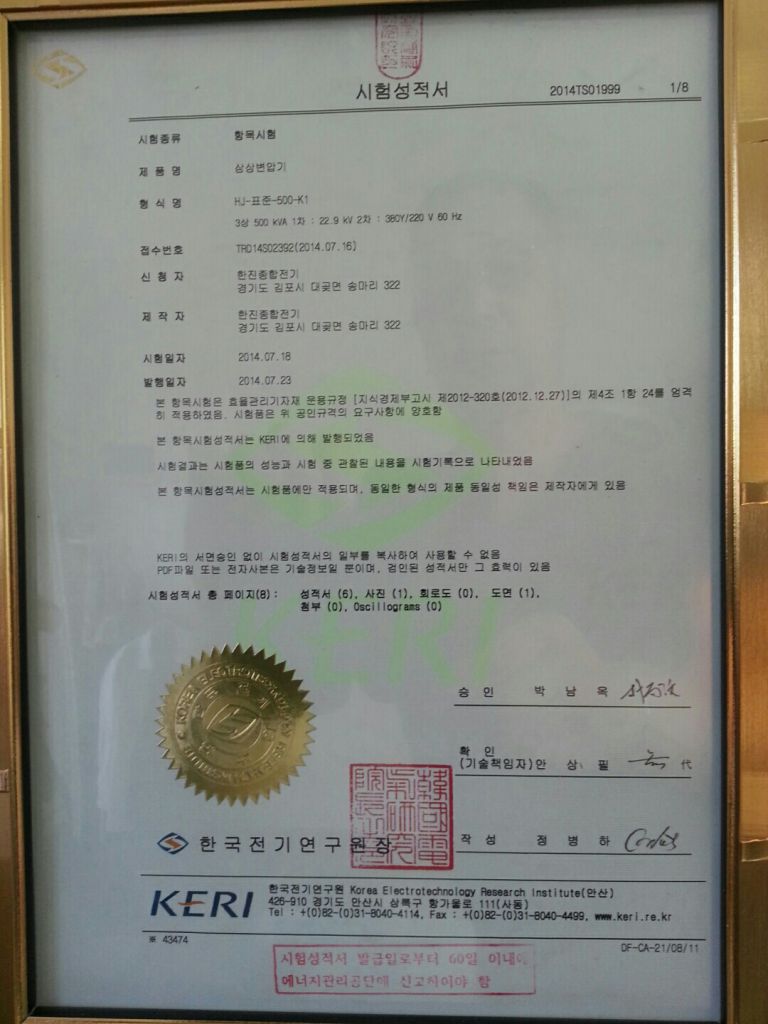 시험성적서 2014TS01999 1/8
시험종류 항목시험
제 품 명 삼상변압기
형 식 명 HJ-표준-500-K1
3상 500 kVA 1차 : 22.9 kV 2차 : 380Y/220 V 60 Hz
접수번호 TRO14S02392(2014.07.16)
신 청 자 한진종합전기
경기도 김포시 대곶면 송마리 322
제 작 자 한진종합전기
경기도 김포시 대곶면 송마리 322
시험일자 2014.07.18
발행일자 2014.07.23
본 항목시험은 효율관리기자재 운용규정 [지식경제부고시 제2012-320호(2012.12.27)]의 제4조 1항 24를 엄격
히 적용하였음. 시험품은 위 공인규격의 요구사항에 양호함
본 항목시험성적서는 KERI에 의해 발행되었음
시험결과는 시험품의 성능과 시험 중 관찰된 내용을 시험기록으로 나타내었음
본 항목시험성적서는 시험품에만 적용되며, 동일한 형식의 제품 동일성 책임은 제작자에게 있음
KERI의 서면승인 없이 시험성적서의 일부를 복사하여 사용할 수 없음
PDF파일 또는 전자사본은 기술정보일 뿐이며, 검인된 성적서만 그 효력이 있음
시험성적서 총 페이지(8) : 성적서 (6), 사진 (1), 회로도 (0), 도면 (1),
첨부 (0), Oscillograms (0)
KERI
승 인 박 남 옥
확 인
(기술책임자)안 상 필 代
작 성 정 병 하
한국전기연구원장
KERI
한국전기연구원 Korea Electrotechnology Research Institute(안산)
426-910 경기도 안산시 상록구 항가울로 111(사동)
Tel : +(0)82-(0)31-8040-4114, Fax : +(0)82-(0)31-8040-4499, www.keri.re.kr
※ 43474 DF-CA-21/08/11
시험성적서 발급일로부터 60일 이내에
에너지관리공단에 신고하여야 함